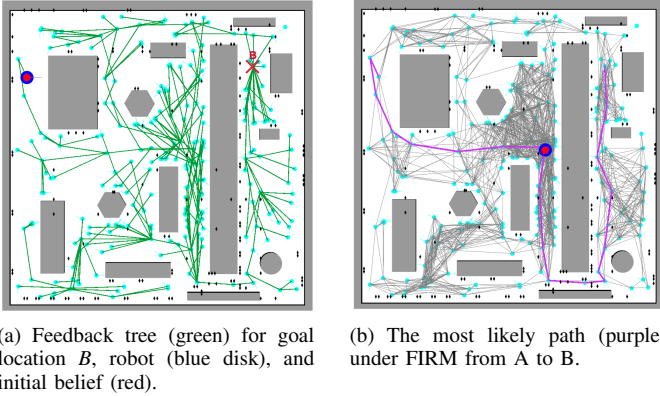 B
(a) Feedback tree (green) for goal
location B, robot (blue disk), and
initial belief (red).
(b) The most likely path (purple
under FIRM from A to B.